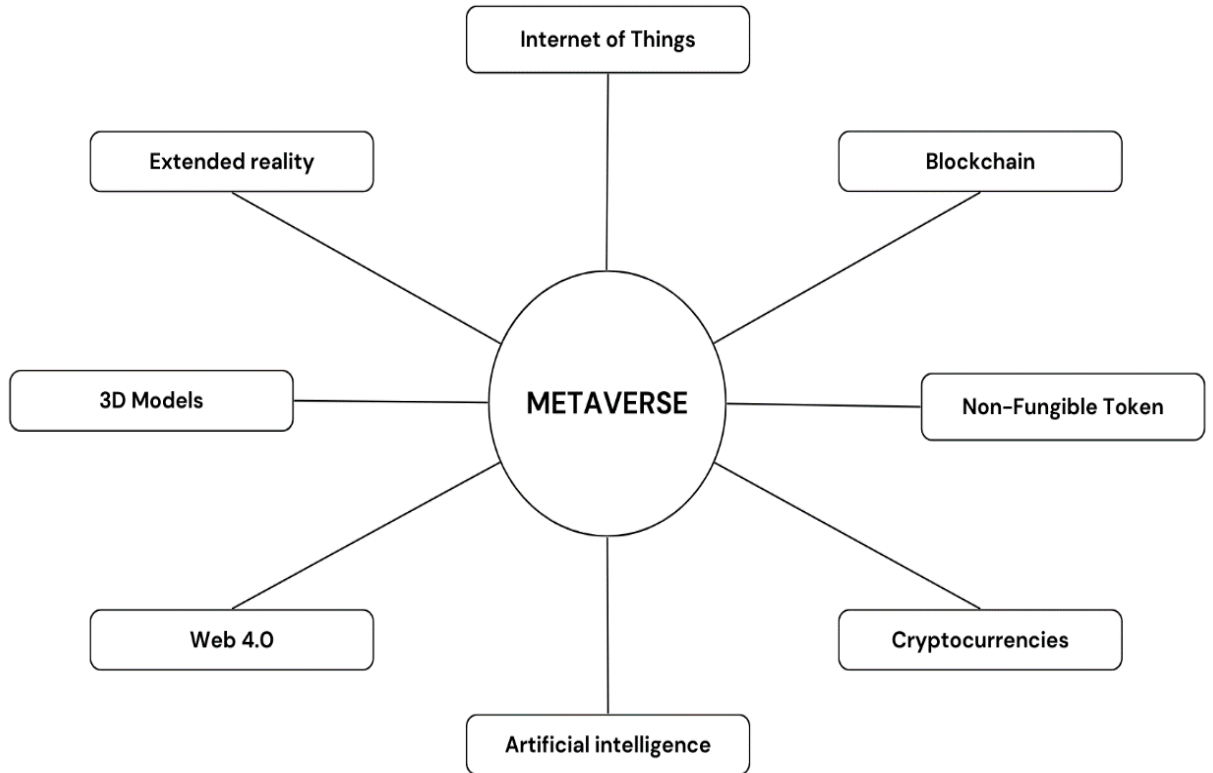 Internet of Things
Extended reality
Blockchain
3D Models
METAVERSE
Non-Fungible Token
Web 4.0
Cryptocurrencies
Artificial intelligence